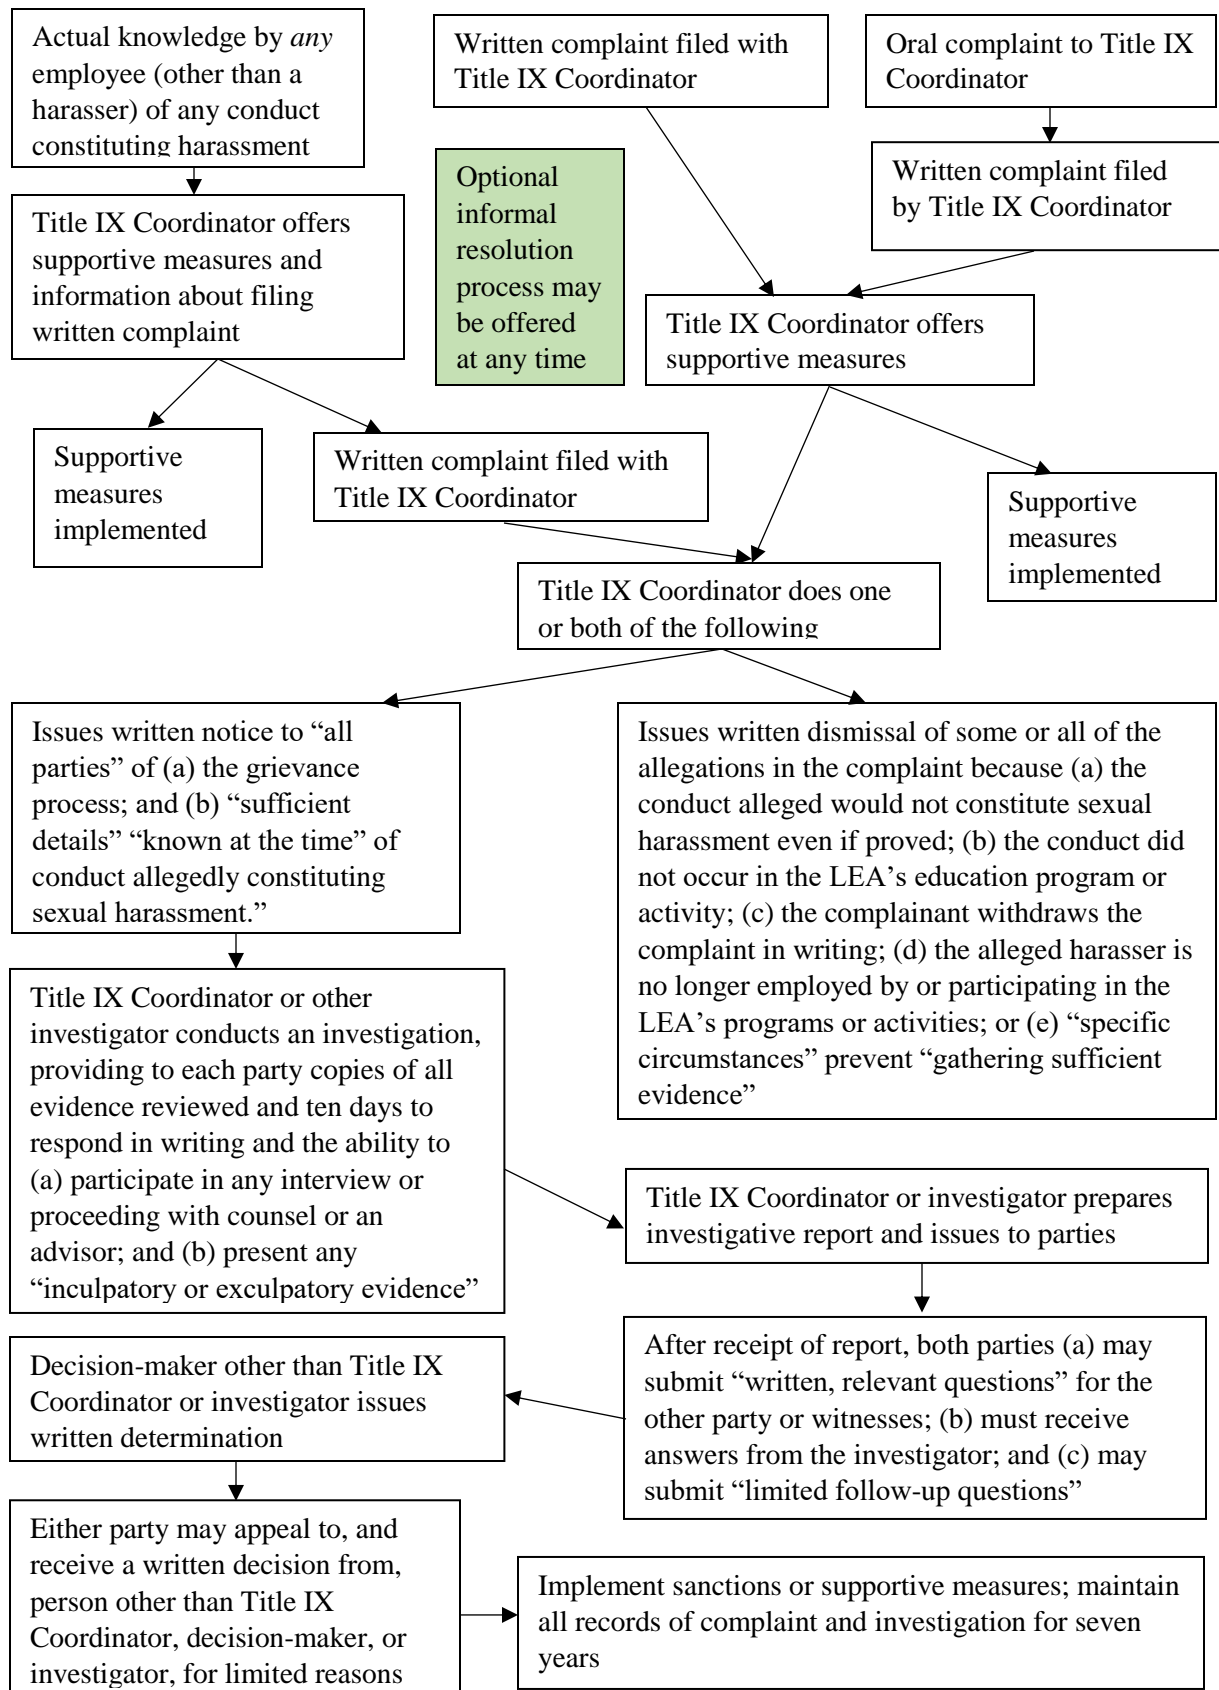 Actual knowledge by any
employee (other than a
harasser) of any conduct
constituting harassment
Written complaint filed with
Title IX Coordinator
Oral complaint to Title IX
Coordinator
Written complaint filed
by Title IX Coordinator
Optional
informal
resolution
process may
be offered
at any time
Title IX Coordinator offers
supportive measures and
information about filing
written complaint
Title IX Coordinator offers
supportive measures
Supportive
measures
implemented
Written complaint filed with
Title IX Coordinator
Supportive
measures
implemented
Title IX Coordinator does one
or both of the following
Issues written notice to “all
parties” of (a) the grievance
process; and (b) “sufficient
details” “known at the time” of
conduct allegedly constituting
sexual harassment.”
Issues written dismissal of some or all of the
allegations in the complaint because (a) the
conduct alleged would not constitute sexual
harassment even if proved; (b) the conduct did
not occur in the LEA’s education program or
activity; (c) the complainant withdraws the
complaint in writing; (d) the alleged harasser is
no longer employed by or participating in the
LEA’s programs or activities; or (e) “specific
circumstances” prevent “gathering sufficient
evidence”
Title IX Coordinator or other
investigator conducts an investigation,
providing to each party copies of all
evidence reviewed and ten days to
respond in writing and the ability to
(a) participate in any interview or
proceeding with counsel or an
advisor; and (b) present any
“inculpatory or exculpatory evidence”
Title IX Coordinator or investigator prepares
investigative report and issues to parties
After receipt of report, both parties (a) may
submit “written, relevant questions” for the
other party or witnesses; (b) must receive
answers from the investigator; and (c) may
submit “limited follow-up questions”
Decision-maker other than Title IX
Coordinator or investigator issues
written determination
Either party may appeal to, and
receive a written decision from,
person other than Title IX
Coordinator, decision-maker, or
investigator, for limited reasons
Implement sanctions or supportive measures; maintain
all records of complaint and investigation for seven
years